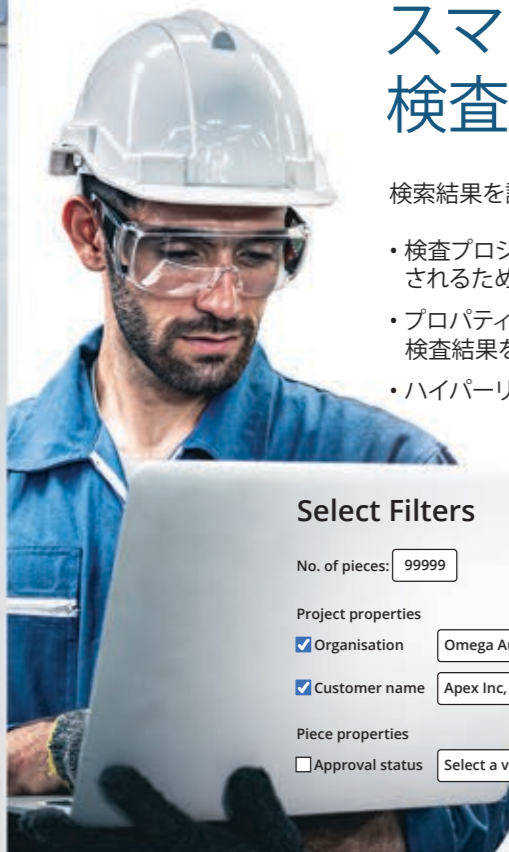 スマ
検査
検索結果を
• 検査プロジ
されるため
• プロパティ
検査結果を
• ハイパーリ
Select Filters
No. of pieces: 99999
Project properties
Organisation
Omega Au
Customer name
Apex Inc,
Piece properties
Approval status
Select a v